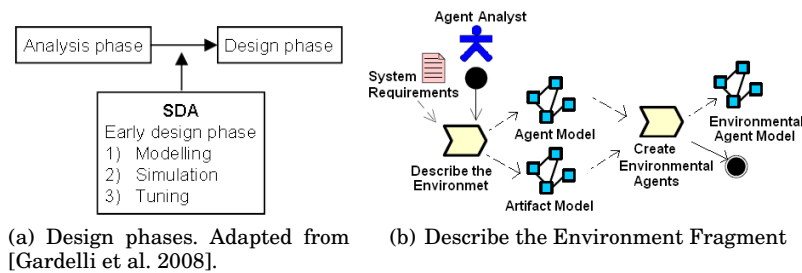 Analysis phase
Design phase
SDA
Early design phase
1) Modelling
2) Simulation
3) Tuning
(a) Design phases. Adapted from
[Gardelli et al. 2008].
Agent Analyst
System
Requirements
Describe the
Environmet
Agent Model
Artifact Model
Create
Environmental
Agents
Environmental
Agent Model
(b) Describe the Environment Fragment